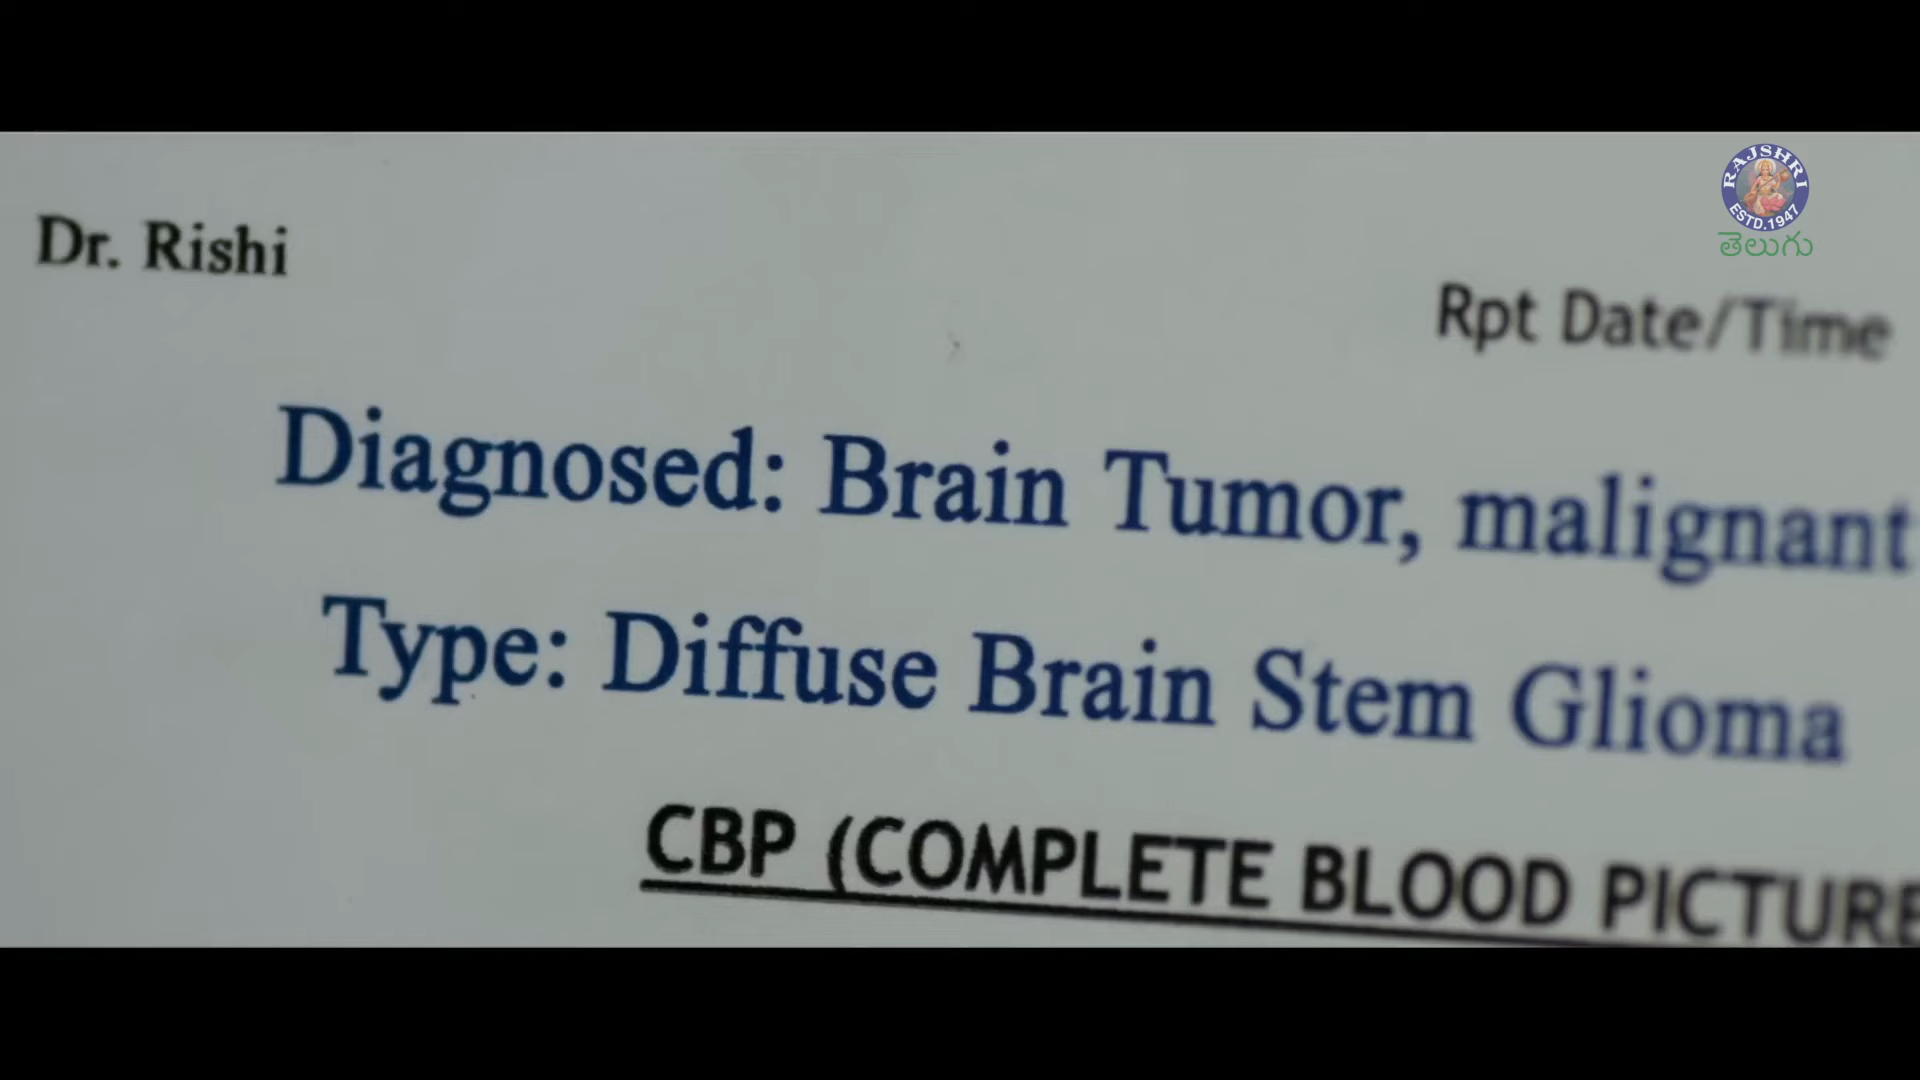 RAJSHRI
ESTD.1947
తెలుగు
Dr. Rishi
Rpt Date/Time
Diagnosed: Brain Tumor, malignant
Type: Diffuse Brain Stem Glioma
CBP (COMPLETE BLOOD PICTURE